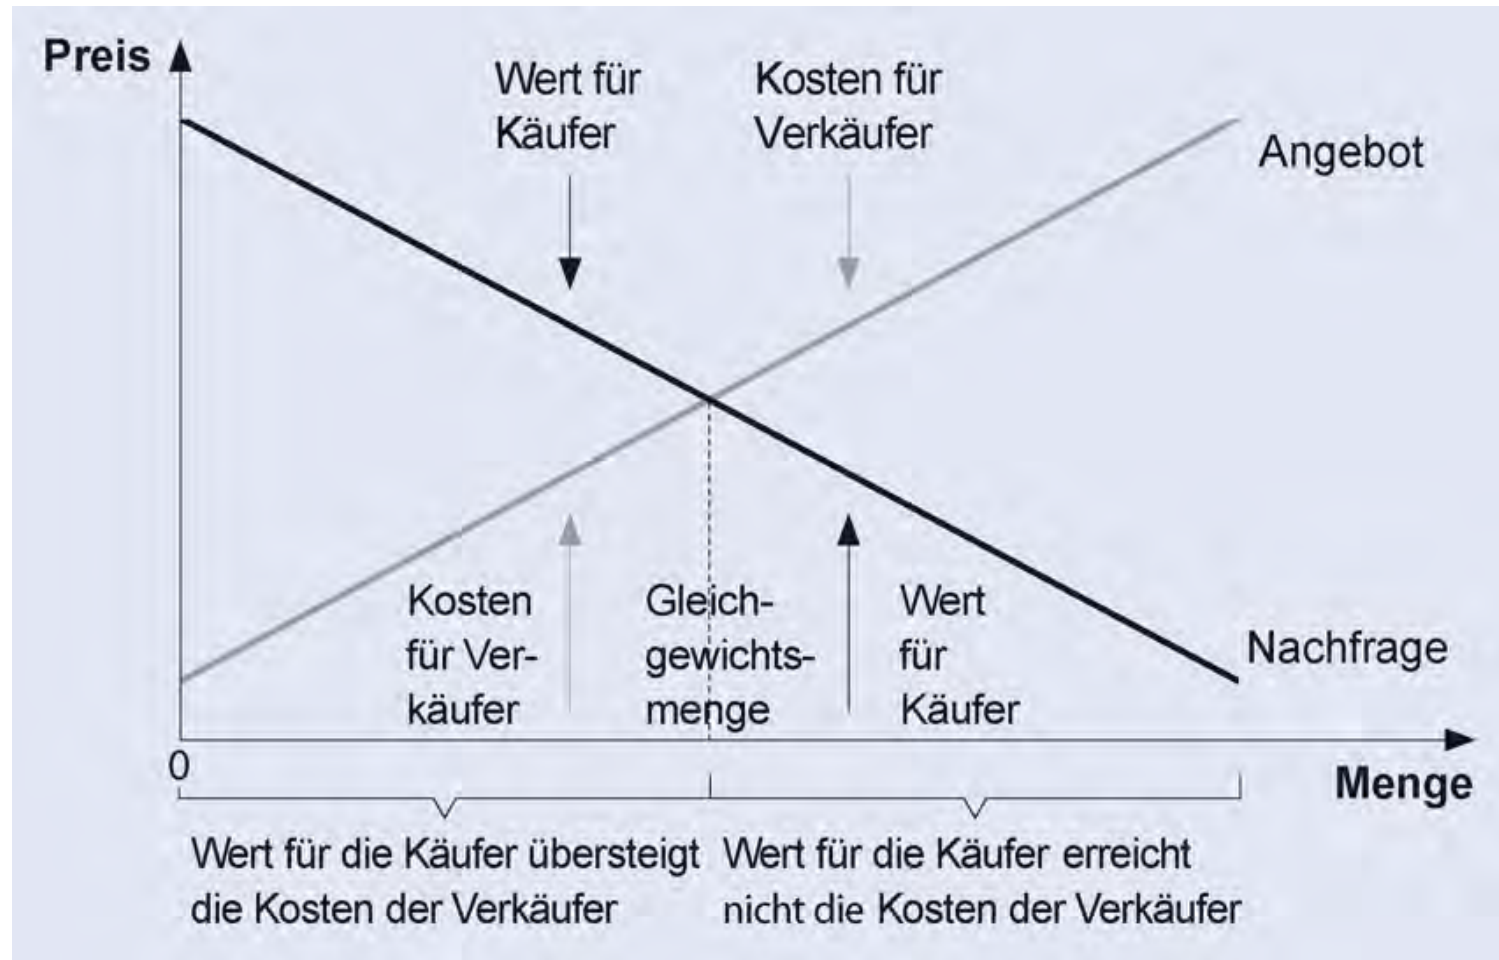 Preis
Wert für
Käufer
Kosten für
Verkäufer
Angebot
Kosten
für Ver-
käufer
Gleich-
gewichts-
menge
Wert
für
Käufer
Nachfrage
0
Menge
Wert für die Käufer übersteigt
die Kosten der Verkäufer
Wert für die Käufer erreicht
nicht die Kosten der Verkäufer